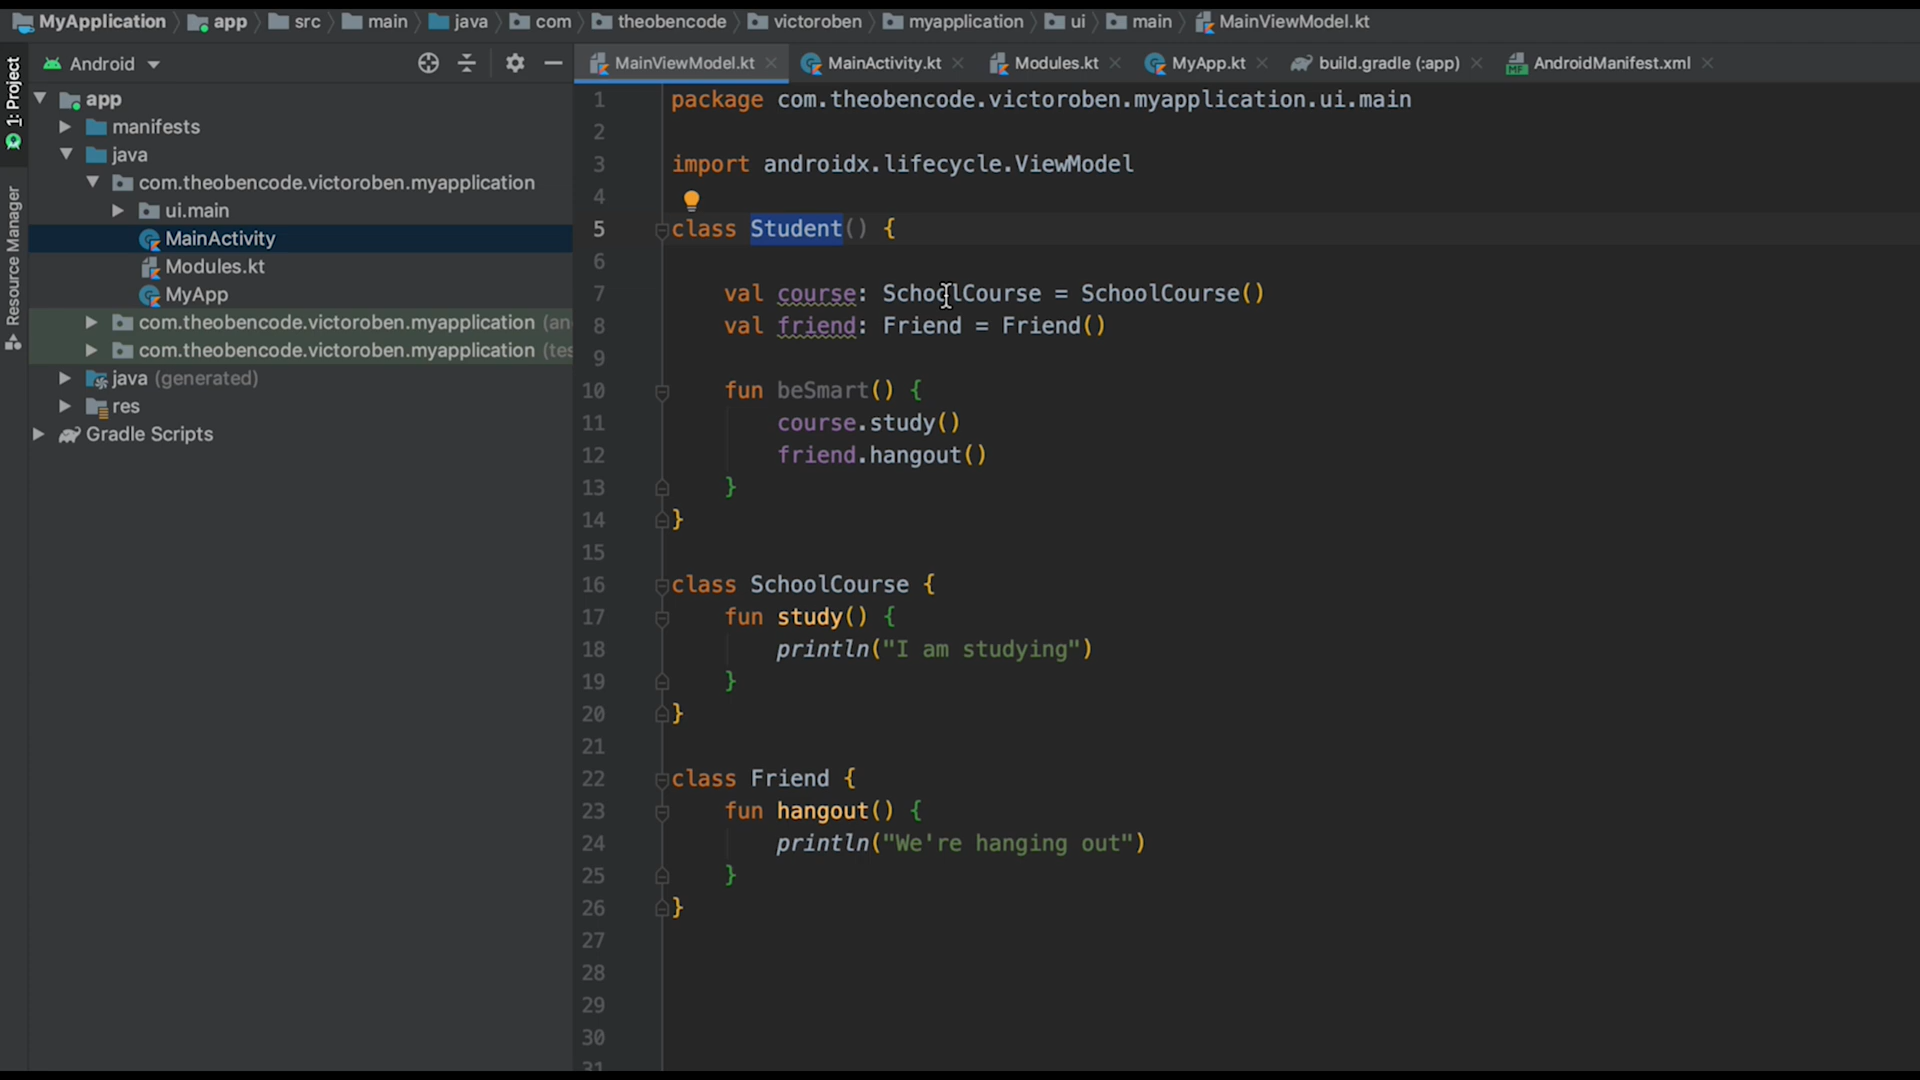 MyApplication app src main java com theobencode victoroben myapplication ui main MainViewModel.kt
1: Project
Resource Manager
Android
app
manifests
java
com.theobencode.victoroben.myapplication
ui.main
MainActivity
Modules.kt
MyApp
com.theobencode.victoroben.myapplication (an
com.theobencode.victoroben.myapplication (tes
java (generated)
res
Gradle Scripts
MainViewModel.kt MainActivity.kt Modules.kt MyApp.kt build.gradle (:app) AndroidManifest.xml
1 package com.theobencode.victoroben.myapplication.ui.main
2
3 import androidx.lifecycle.ViewModel
4
5 class Student() {
6
7 val course: SchoolCourse = SchoolCourse()
8 val friend: Friend = Friend()
9
10 fun beSmart() {
11 course.study()
12 friend.hangout()
13 }
14 }
15
16 class SchoolCourse {
17 fun study() {
18 println("I am studying")
19 }
20 }
21
22 class Friend {
23 fun hangout() {
24 println("We're hanging out")
25 }
26 }
27
28
29
30
31